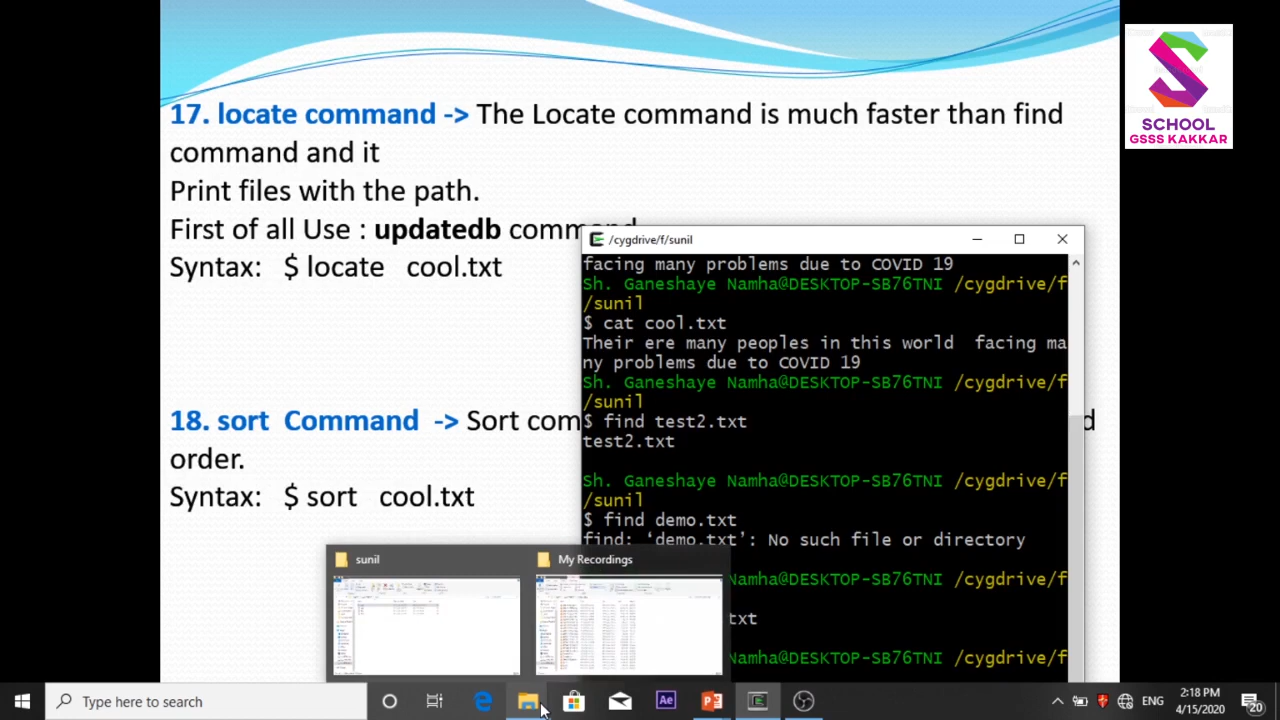 17. locate command -> The Locate command is much faster than find
command and it
Print files with the path.
First of all Use : updatedb command
Syntax: $ locate cool.txt
18. sort Command -> Sort com
order.
Syntax: $ sort cool.txt
SCHOOL
GSSS KAKKAR
/cygdrive/f/sunil
facing many problems due to COVID 19
Sh. Ganeshaye Namha@DESKTOP-SB76TNI /cygdrive/f
/sunil
$ cat cool.txt
Their ere many peoples in this world facing ma
ny problems due to COVID 19
Sh. Ganeshaye Namha@DESKTOP-SB76TNI /cygdrive/f
/sunil
$ find test2.txt
test2.txt
Sh. Ganeshaye Namha@DESKTOP-SB76TNI /cygdrive/f
/sunil
$ find demo.txt
find: ‘demo.txt’: No such file or directory
Namha@DESKTOP-SB76TNI /cygdrive/f
xt
Namha@DESKTOP-SB76TNI /cygdrive/f
sunil
My Recordings
Type here to search
Ae
ENG
2:18 PM
4/15/2020
20